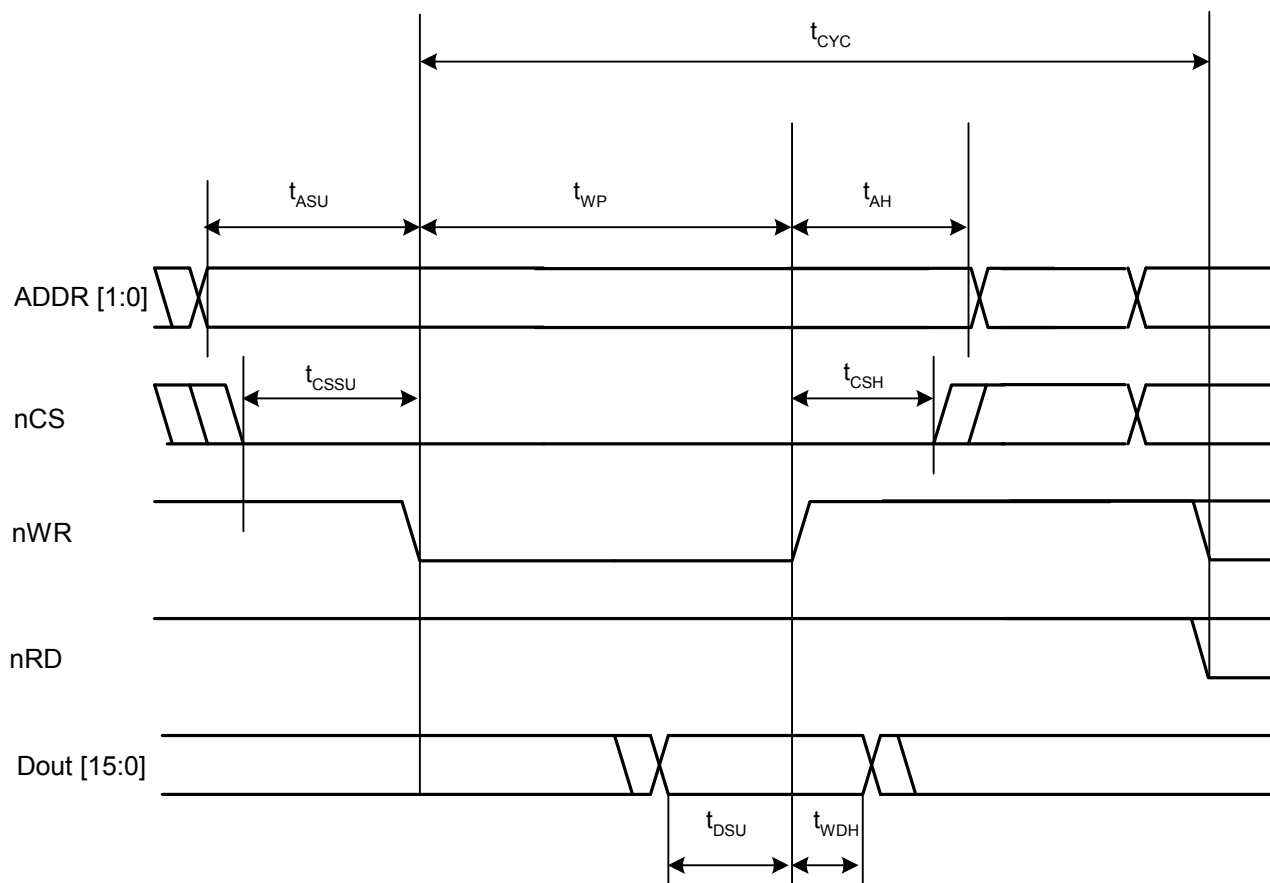 tCYC
tASU
tWP
tAH
ADDR [1:0]
tCSSU
tCSH
nCS
nWR
nRD
Dout [15:0]
tDSU
tWDH